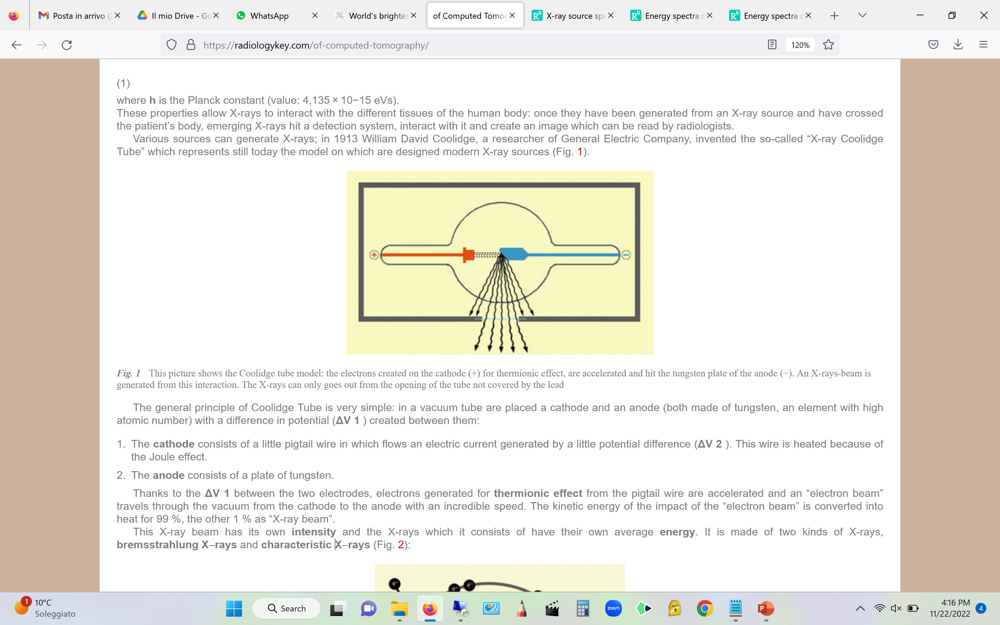 Posta in arrivo (2
Il mio Drive - Go
WhatsApp
World's brightes
of Computed Tomog
X-ray source spe
Energy spectra o
Energy spectra o
https://radiologykey.com/of-computed-tomography/
120%
(1)
where h is the Planck constant (value: 4,135 × 10−15 eVs).
These properties allow X-rays to interact with the different tissues of the human body: once they have been generated from an X-ray source and have crossed
the patient’s body, emerging X-rays hit a detection system, interact with it and create an image which can be read by radiologists.
Various sources can generate X-rays; in 1913 William David Coolidge, a researcher of General Electric Company, invented the so-called “X-ray Coolidge
Tube” which represents still today the model on which are designed modern X-ray sources (Fig. 1).
+
−
Fig. 1 This picture shows the Coolidge tube model: the electrons created on the cathode (+) for thermionic effect, are accelerated and hit the tungsten plate of the anode (−). An X-rays-beam is
generated from this interaction. The X-rays can only goes out from the opening of the tube not covered by the lead
The general principle of Coolidge Tube is very simple: in a vacuum tube are placed a cathode and an anode (both made of tungsten, an element with high
atomic number) with a difference in potential (ΔV 1 ) created between them:
1. The cathode consists of a little pigtail wire in which flows an electric current generated by a little potential difference (ΔV 2 ). This wire is heated because of
the Joule effect.
2. The anode consists of a plate of tungsten.
Thanks to the ΔV 1 between the two electrodes, electrons generated for thermionic effect from the pigtail wire are accelerated and an “electron beam”
travels through the vacuum from the cathode to the anode with an incredible speed. The kinetic energy of the impact of the “electron beam” is converted into
heat for 99 %, the other 1 % as “X-ray beam”.
This X-ray beam has its own intensity and the X-rays which it consists of have their own average energy. It is made of two kinds of X-rays,
bremsstrahlung X–rays and characteristic X–rays (Fig. 2):
e- e- e-
1
10°C
Soleggiato
Search
zoom
P
4:16 PM
11/22/2022
4